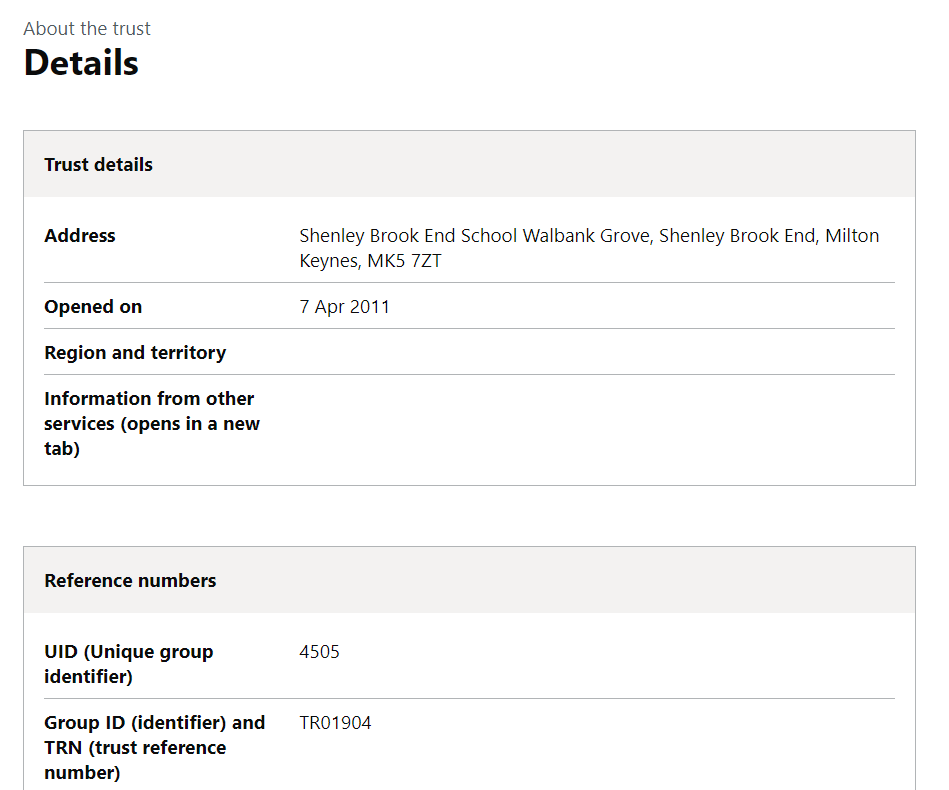 About the trust
Details
Trust details
Address
Shenley Brook End School Walbank Grove, Shenley Brook End, Milton
Keynes, MK5 7ZT
Opened on
7 Apr 2011
Region and territory
Information from other
services (opens in a new
tab)
Reference numbers
UID (Unique group
identifier)
4505
Group ID (identifier) and
TRN (trust reference
number)
TR01904